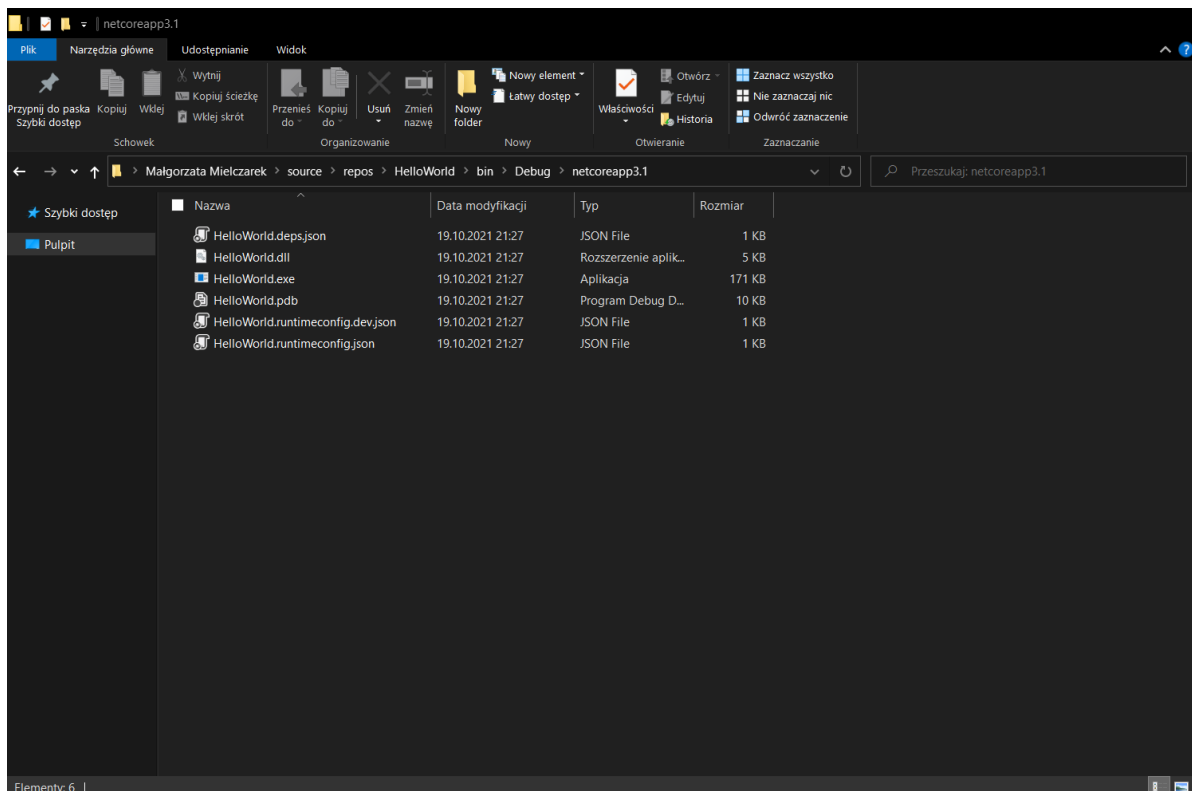 netcoreapp3.1
Plik Narzędzia główne Udostępnianie Widok
Przypnij do paska Szybki dostęp
Kopiuj
Wklej
Wytnij
Kopiuj ścieżkę
Wklej skrót
Schowek
Przenieś do
Kopiuj do
Usuń
Zmień nazwę
Organizowanie
Nowy folder
Nowy element
Łatwy dostęp
Nowy
Właściwości
Otwórz
Edytuj
Historia
Otwieranie
Zaznacz wszystko
Nie zaznaczaj nic
Odwróć zaznaczenie
Zaznaczanie
Małgorzata Mielczarek > source > repos > HelloWorld > bin > Debug > netcoreapp3.1
Przeszukaj: netcoreapp3.1
Szybki dostęp
Pulpit
Nazwa Data modyfikacji Typ Rozmiar
HelloWorld.deps.json 19.10.2021 21:27 JSON File 1 KB
HelloWorld.dll 19.10.2021 21:27 Rozszerzenie aplik... 5 KB
HelloWorld.exe 19.10.2021 21:27 Aplikacja 171 KB
HelloWorld.pdb 19.10.2021 21:27 Program Debug D... 10 KB
HelloWorld.runtimeconfig.dev.json 19.10.2021 21:27 JSON File 1 KB
HelloWorld.runtimeconfig.json 19.10.2021 21:27 JSON File 1 KB
Elementy: 6